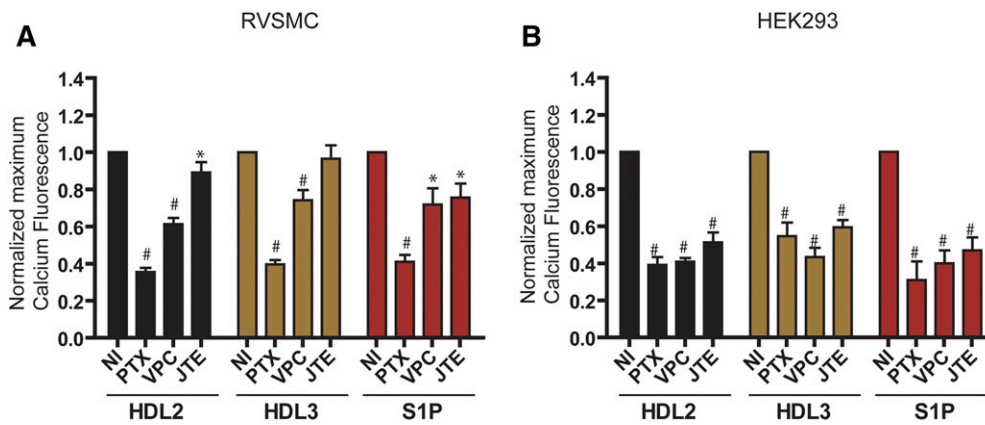 A
RVSMC
Normalized maximum
Calcium Fluorescence
1.4
1.2
1.0
0.8
0.6
0.4
0.2
0.0
# # * # # # * *
NI PTX VPC JTE NI PTX VPC JTE NI PTX VPC JTE
HDL2 HDL3 S1P
B
HEK293
Normalized maximum
Calcium Fluorescence
1.4
1.2
1.0
0.8
0.6
0.4
0.2
0.0
# # # # # # # # #
NI PTX VPC JTE NI PTX VPC JTE NI PTX VPC JTE
HDL2 HDL3 S1P